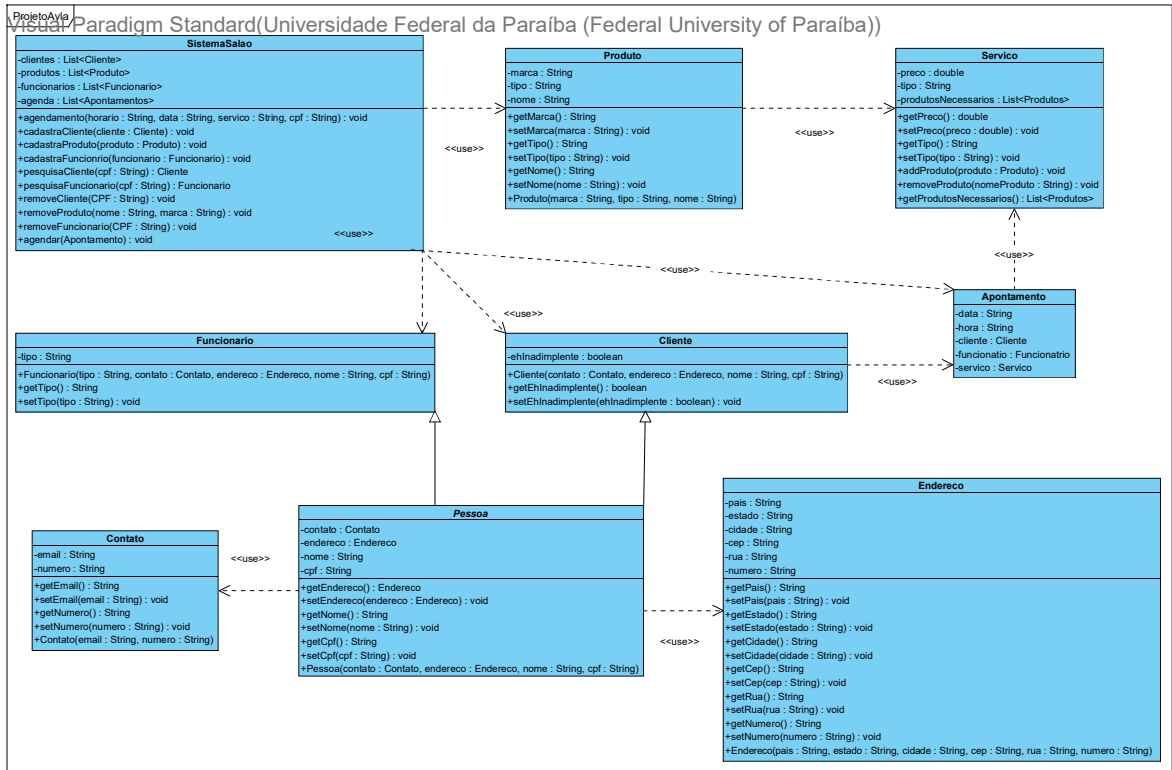 ProjetoAyla
Visual Paradigm Standard(Universidade Federal da Paraíba (Federal University of Paraíba))
SistemaSalao
-clientes : List<Cliente>
-produtos : List<Produto>
-funcionarios : List<Funcionario>
-agenda : List<Apontamentos>
+agendamento(horario : String, data : String, servico : String, cpf : String) : void
+cadastraCliente(cliente : Cliente) : void
+cadastraProduto(produto : Produto) : void
+cadastraFuncionrio(funcionario : Funcionario) : void
+pesquisaCliente(cpf : String) : Cliente
+pesquisaFuncionario(cpf : String) : Funcionario
+removeCliente(CPF : String) : void
+removeProduto(nome : String, marca : String) : void
+removeFuncionario(CPF : String) : void
+agendar(Apontamento) : void
<<use>>
<<use>>
Produto
-marca : String
-tipo : String
-nome : String
+getMarca() : String
+setMarca(marca : String) : void
+getTipo() : String
+setTipo(tipo : String) : void
+getNome() : String
+setNome(nome : String) : void
+Produto(marca : String, tipo : String, nome : String)
<<use>>
Servico
-preco : double
-tipo : String
-produtosNecessarios : List<Produtos>
+getPreco() : double
+setPreco(preco : double) : void
+getTipo() : String
+setTipo(tipo : String) : void
+addProduto(produto : Produto) : void
+removeProduto(nomeProduto : String) : void
+getProdutosNecessarios() : List<Produtos>
<<use>>
<<use>>
<<use>>
Apontamento
-data : String
-hora : String
-cliente : Cliente
-funcionatio : Funcionatrio
-servico : Servico
Funcionario
-tipo : String
+Funcionario(tipo : String, contato : Contato, endereco : Endereco, nome : String, cpf : String)
+getTipo() : String
+setTipo(tipo : String) : void
Cliente
-ehInadimplente : boolean
+Cliente(contato : Contato, endereco : Endereco, nome : String, cpf : String)
+getEhInadimplente() : boolean
+setEhInadimplente(ehInadimplente : boolean) : void
<<use>>
Contato
-email : String
-numero : String
+getEmail() : String
+setEmail(email : String) : void
+getNumero() : String
+setNumero(numero : String) : void
+Contato(email : String, numero : String)
<<use>>
Pessoa
-contato : Contato
-endereco : Endereco
-nome : String
-cpf : String
+getEndereco() : Endereco
+setEndereco(endereco : Endereco) : void
+getNome() : String
+setNome(nome : String) : void
+getCpf() : String
+setCpf(cpf : String) : void
+Pessoa(contato : Contato, endereco : Endereco, nome : String, cpf : String)
<<use>>
Endereco
-pais : String
-estado : String
-cidade : String
-cep : String
-rua : String
-numero : String
+getPais() : String
+setPais(pais : String) : void
+getEstado() : String
+setEstado(estado : String) : void
+getCidade() : String
+setCidade(cidade : String) : void
+getCep() : String
+setCep(cep : String) : void
+getRua() : String
+setRua(rua : String) : void
+getNumero() : String
+setNumero(numero : String) : void
+Endereco(pais : String, estado : String, cidade : String, cep : String, rua : String, numero : String)